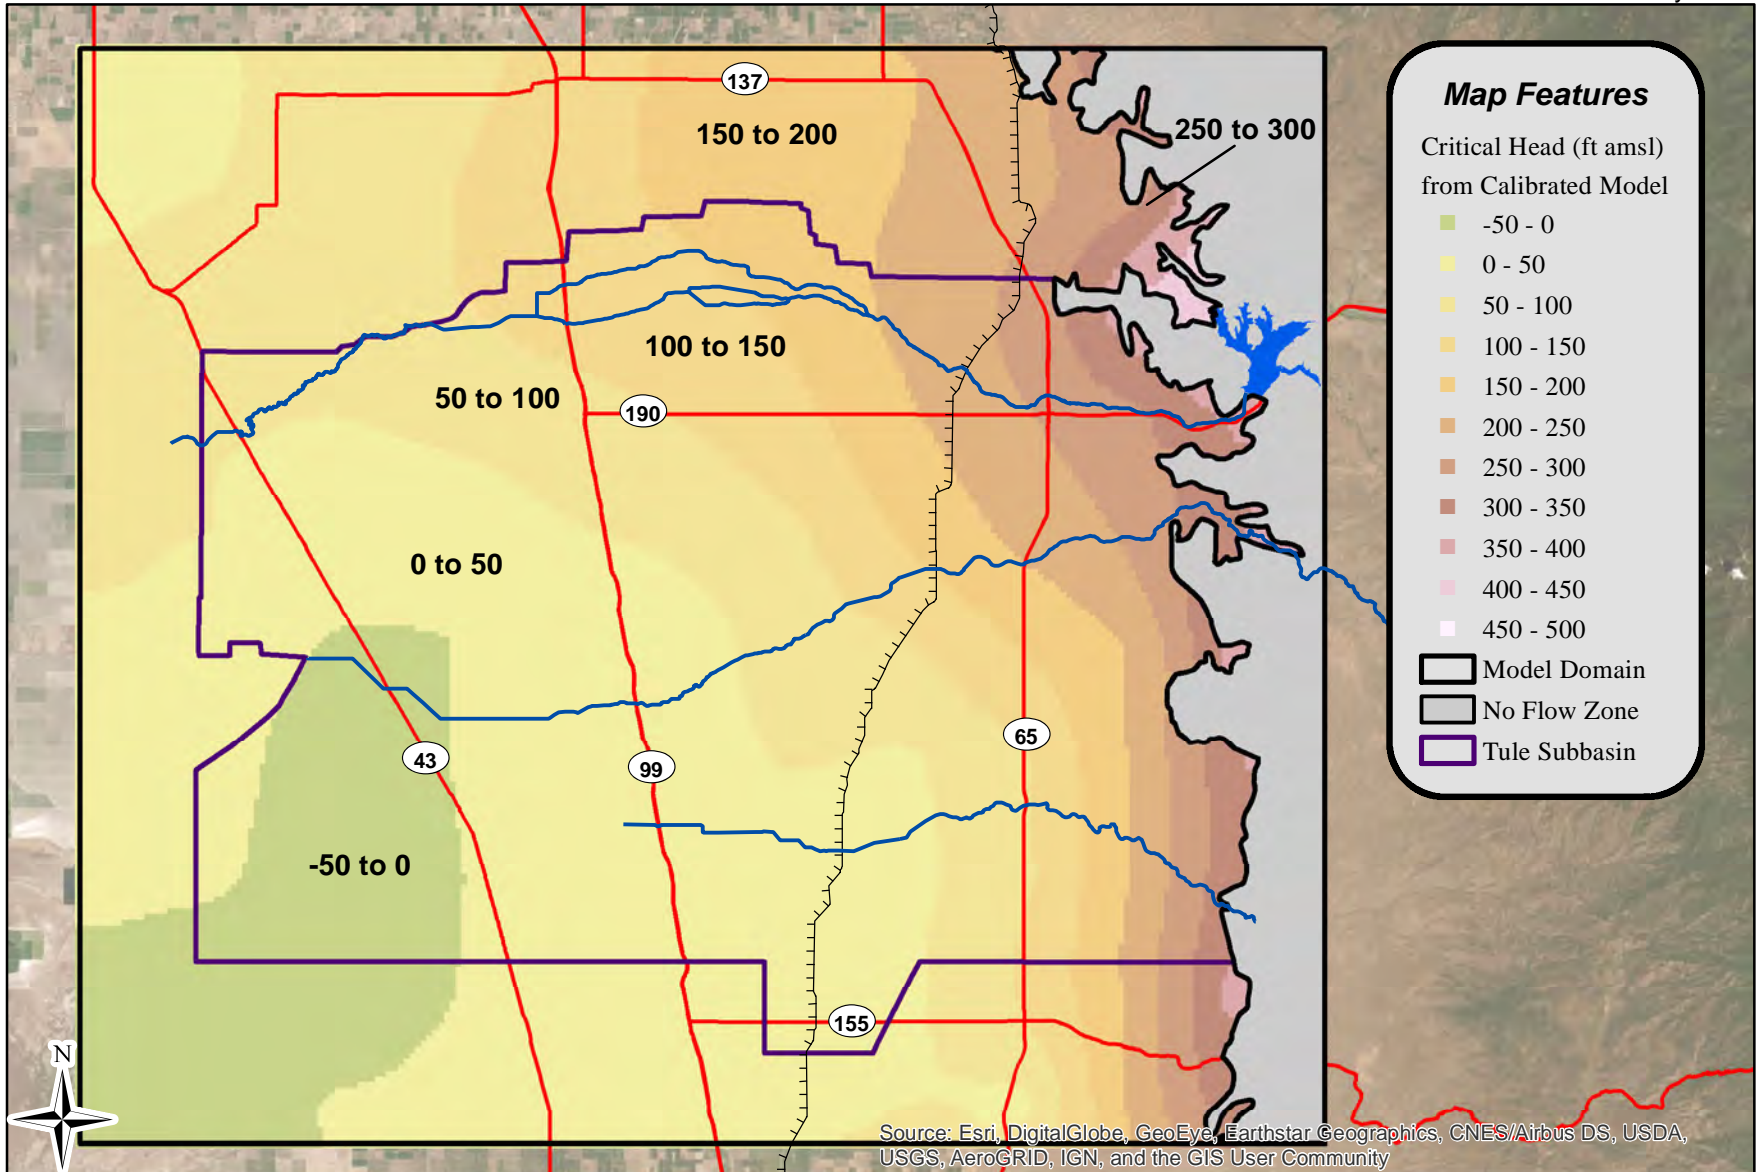 137
150 to 200
250 to 300
100 to 150
50 to 100
190
0 to 50
65
43
99
-50 to 0
155
N
Map Features
Critical Head (ft amsl)
from Calibrated Model
-50 - 0
0 - 50
50 - 100
100 - 150
150 - 200
200 - 250
250 - 300
300 - 350
350 - 400
400 - 450
450 - 500
Model Domain
No Flow Zone
Tule Subbasin
Source: Esri, DigitalGlobe, GeoEye, Earthstar Geographics, CNES/Airbus DS, USDA,
USGS, AeroGRID, IGN, and the GIS User Community